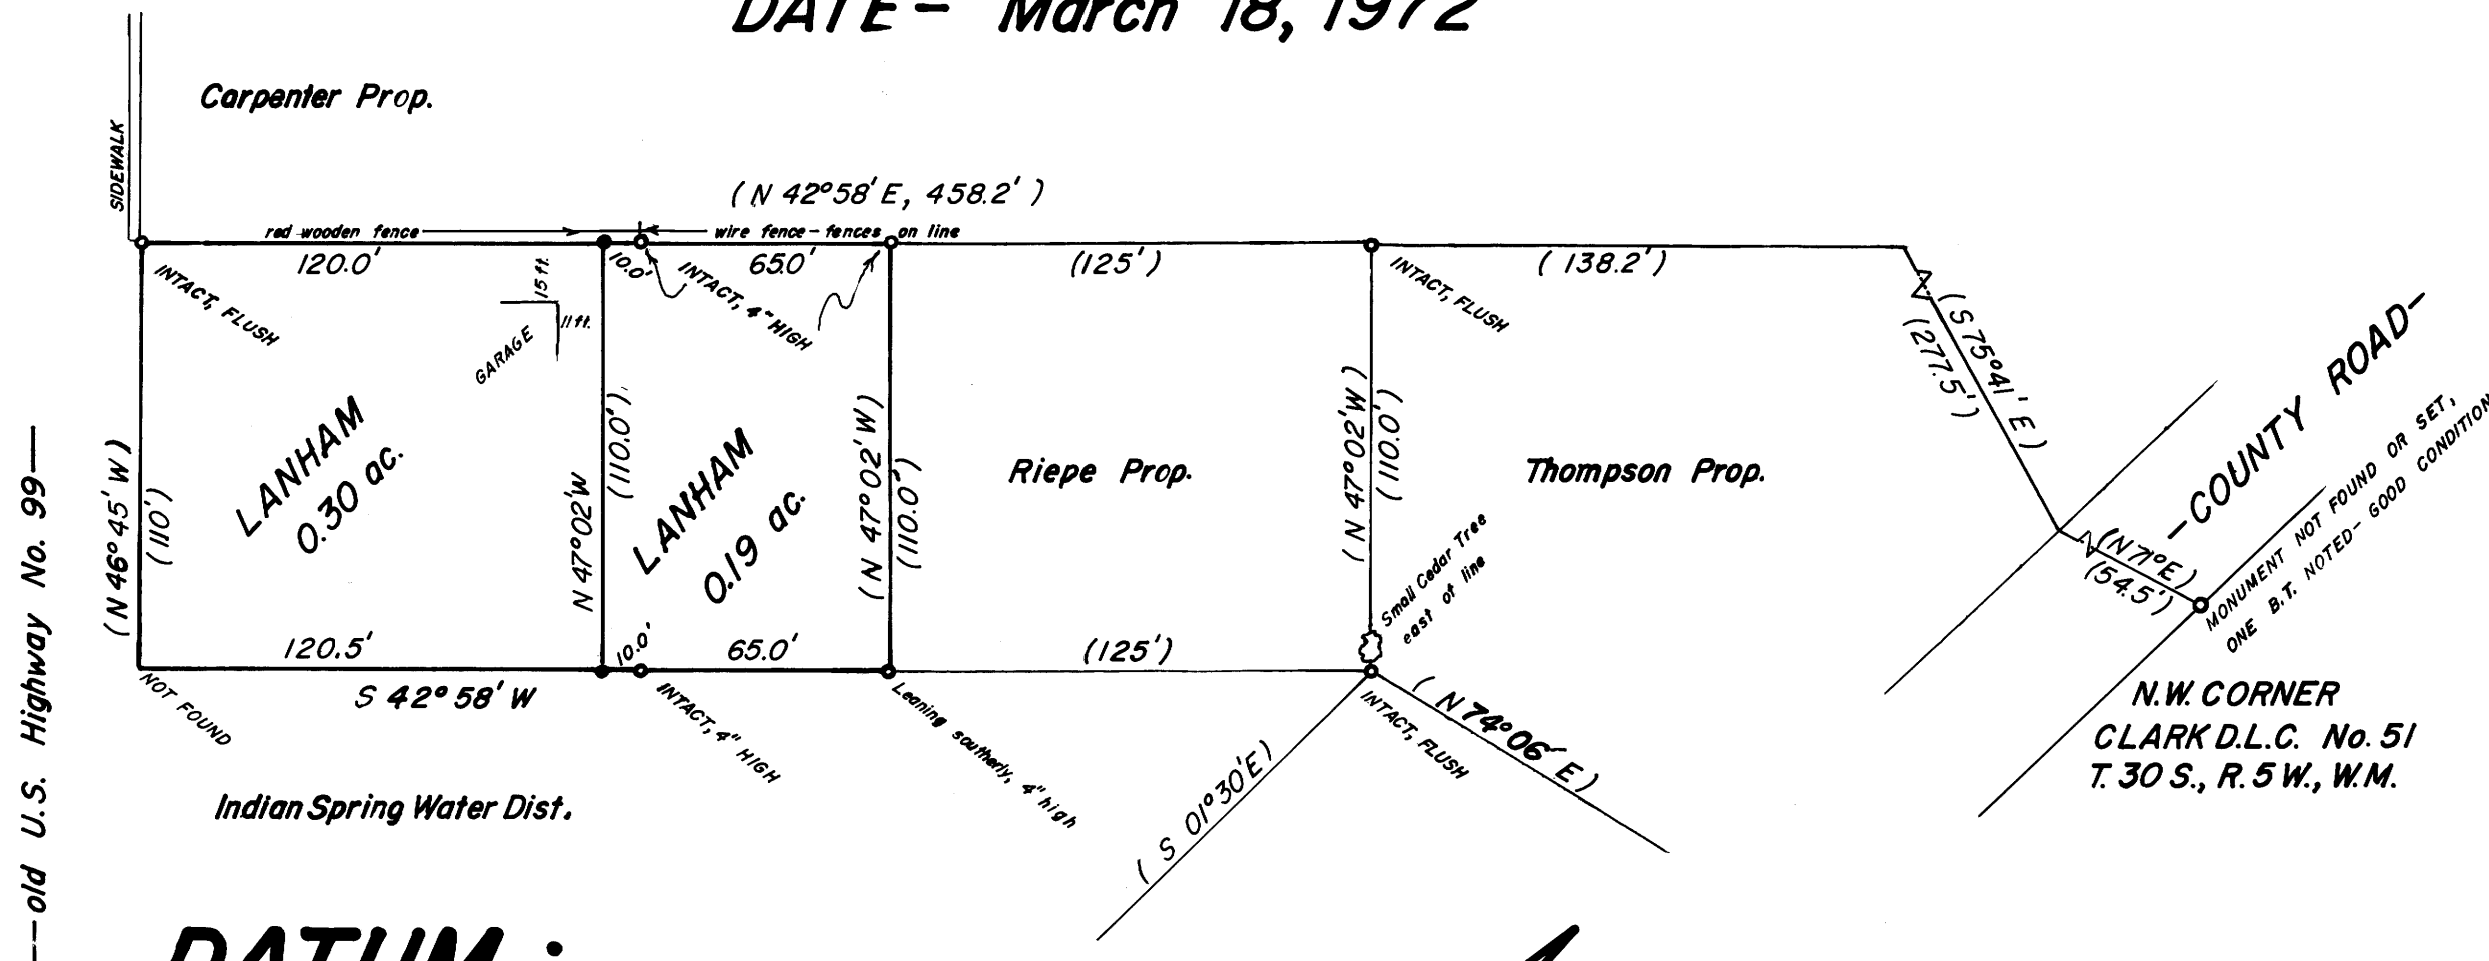 DATE- March 18, 1972
Carpenter Prop.
SIDEWALK
(N 42°58' E, 458.2')
red wooden fence
wire fence-fences on line
120.0'
10.0'
65.0'
(125')
(138.2')
INTACT, FLUSH
15 ft.
11 ft.
GARAGE
INTACT, 4" HIGH
INTACT, FLUSH
(S 75°41' E)
(277.5')
-COUNTY ROAD-
(N 46°45' W)
(110')
LANHAM
0.30 ac.
N 47°02'W
(110.0')
LANHAM
0.19 ac.
(N 47°02' W)
(110.0')
Riepe Prop.
(N 47°02'W)
(110.0')
Thompson Prop.
Small Cedar Tree
east of line
(N 71°E)
(54.5')
MONUMENT NOT FOUND OR SET,
ONE B.T. NOTED- GOOD CONDITION
120.5'
10.0'
65.0'
(125')
NOT FOUND
S 42°58' W
INTACT, 4" HIGH
Leaning southerly, 4" high
INTACT, FLUSH
(N 74°06' E)
(S 01°30'E)
N.W. CORNER
CLARK D.L.C. No. 51
T. 30 S., R. 5 W., W.M.
Indian Spring Water Dist.
—old U.S. Highway No. 99—
DATUM: